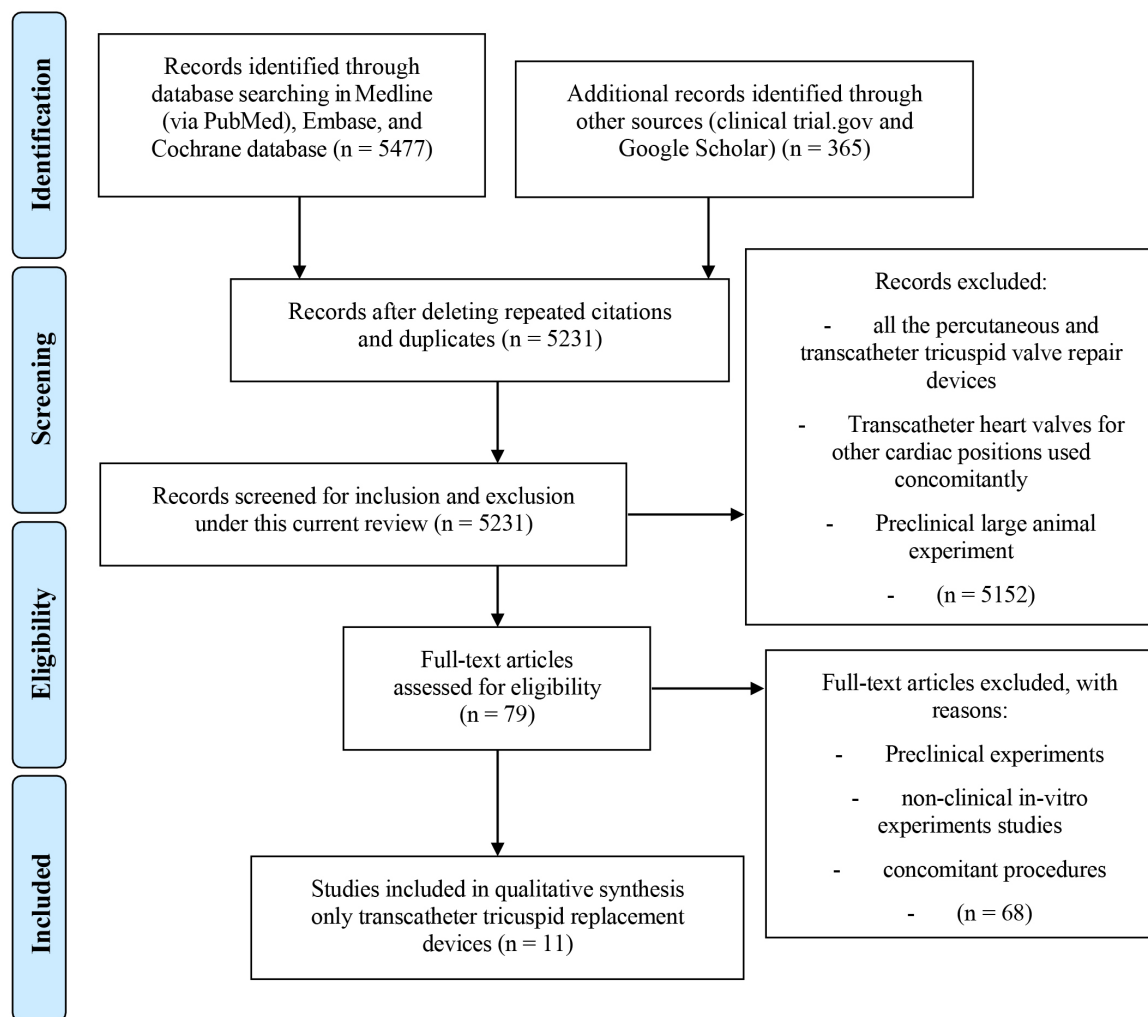 Identification
Records identified through
database searching in Medline
(via PubMed), Embase, and
Cochrane database (n = 5477)
Additional records identified through
other sources (clinical trial.gov and
Google Scholar) (n = 365)
Screening
Records after deleting repeated citations
and duplicates (n = 5231)
Records screened for inclusion and exclusion
under this current review (n = 5231)
Records excluded:
- all the percutaneous and
transcatheter tricuspid valve repair
devices
- Transcatheter heart valves for
other cardiac positions used
concomitantly
- Preclinical large animal
experiment
- (n = 5152)
Eligibility
Full-text articles
assessed for eligibility
(n = 79)
Full-text articles excluded, with
reasons:
- Preclinical experiments
- non-clinical in-vitro
experiments studies
- concomitant procedures
- (n = 68)
Included
Studies included in qualitative synthesis
only transcatheter tricuspid replacement
devices (n = 11)